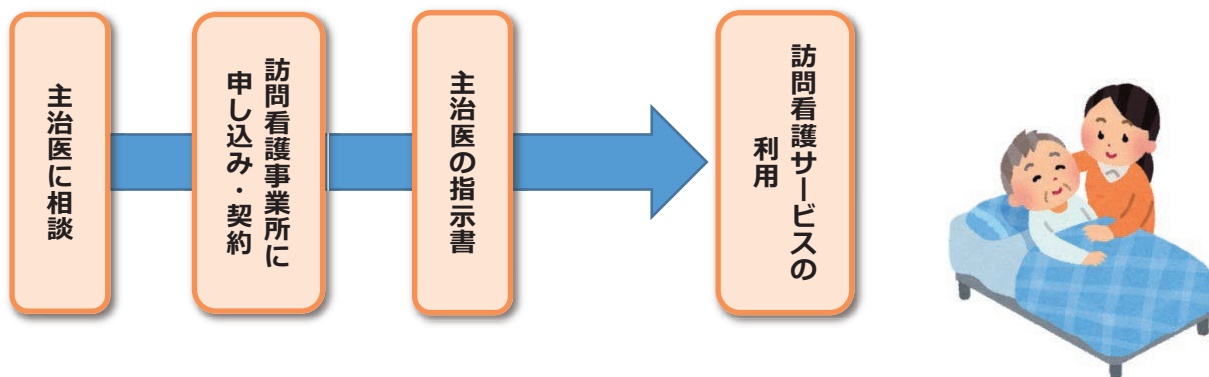 主治医に相談
訪問看護事業所に
申し込み・契約
主治医の指示書
訪問看護サービスの
利用